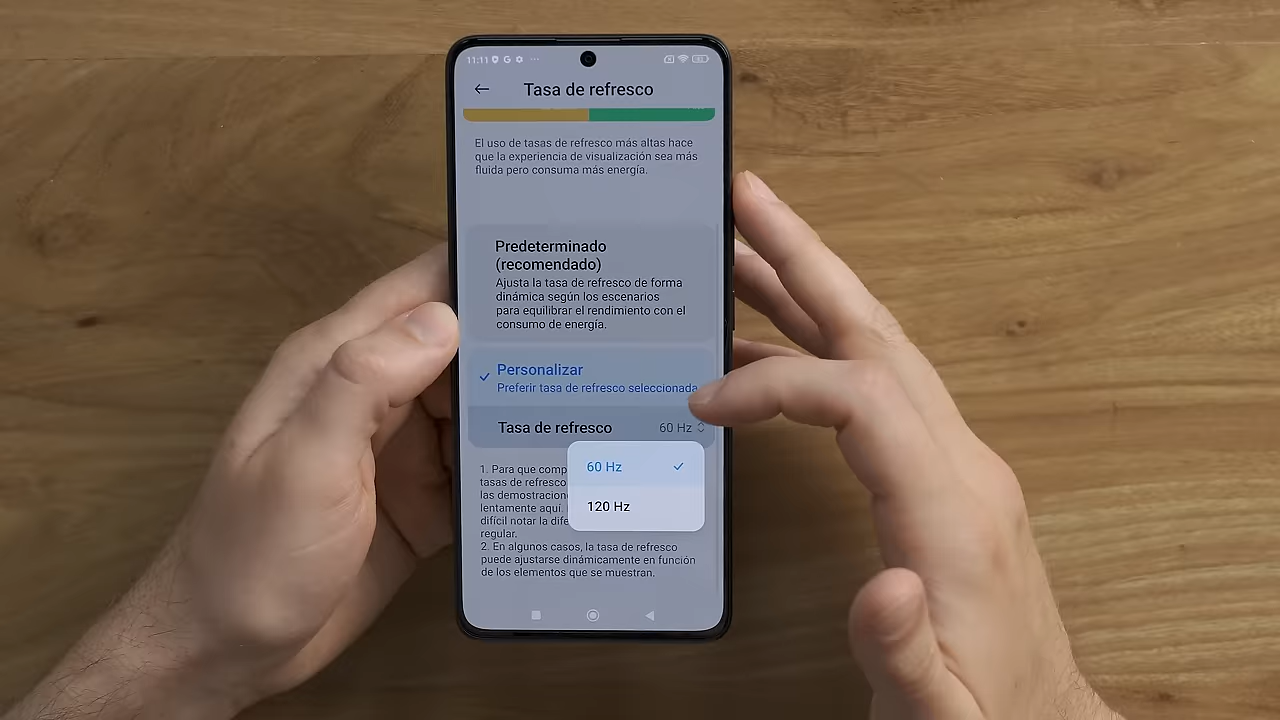 11:11 G ...
Tasa de refresco
El uso de tasas de refresco más altas hace
que la experiencia de visualización sea más
fluida pero consuma más energía.
Predeterminado
(recomendado)
Ajusta la tasa de refresco de forma
dinámica según los escenarios
para equilibrar el rendimiento con el
consumo de energía.
Personalizar
Preferir tasa de refresco seleccionada
Tasa de refresco 60 Hz
60 Hz
120 Hz
1. Para que comp
tasas de refresco
las demostracione
lentamente aquí.
difícil notar la dife
regular.
2. En algunos casos, la tasa de refresco
puede ajustarse dinámicamente en función
de los elementos que se muestran.